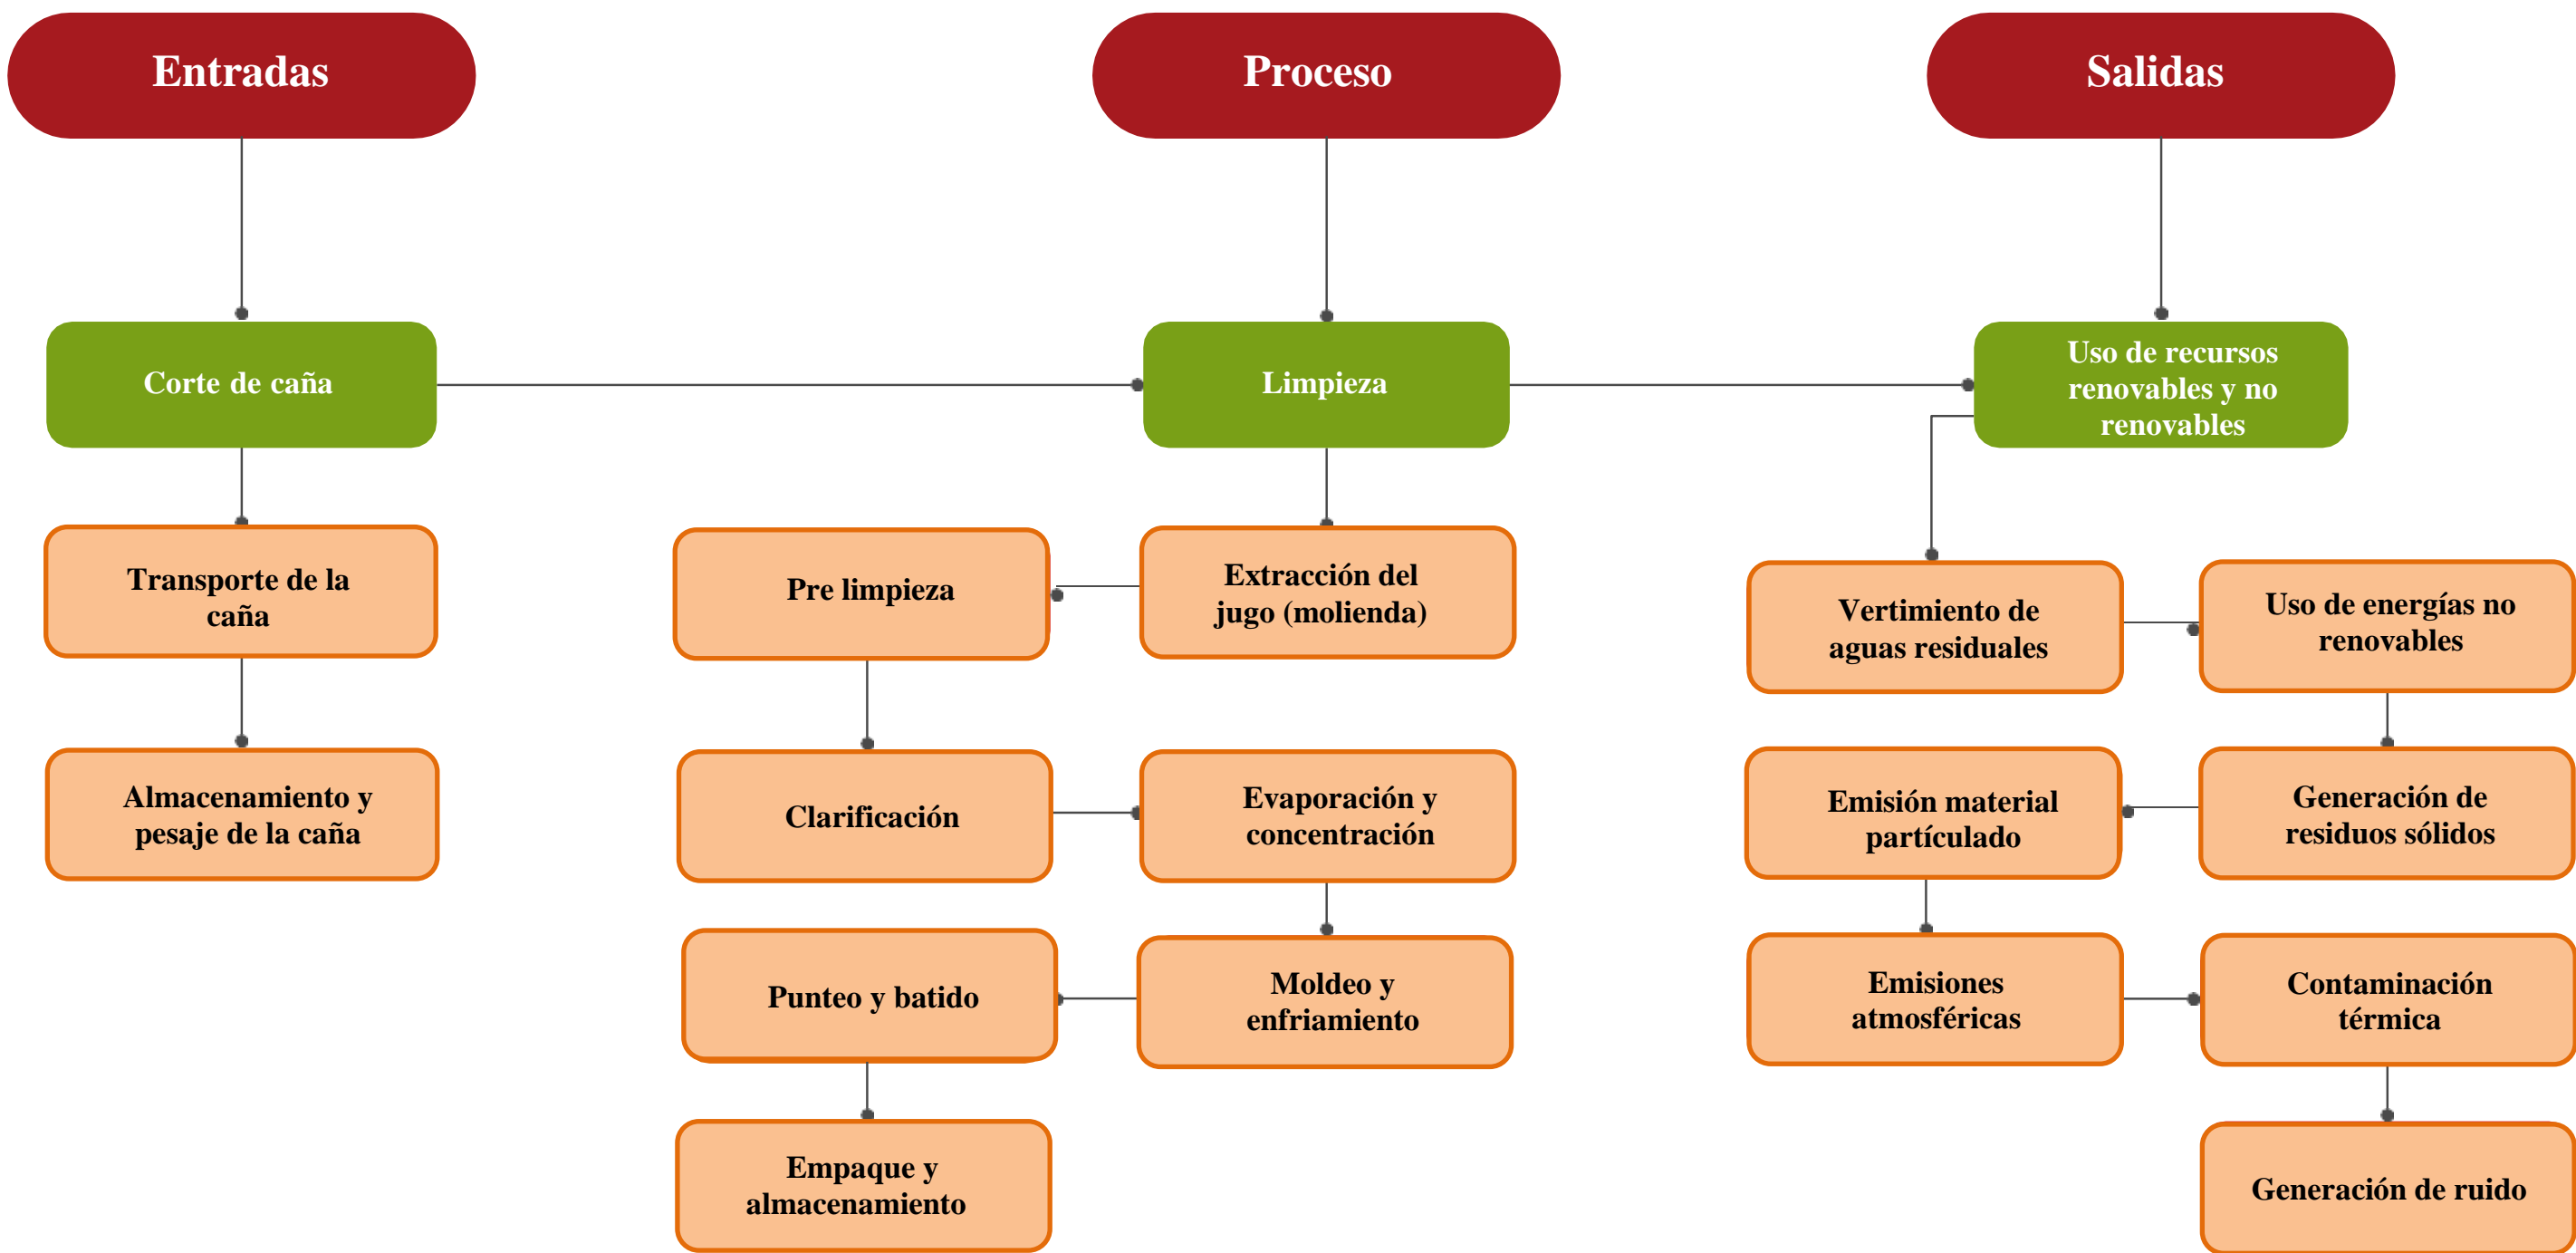 Entradas
Proceso
Salidas
Corte de caña
Limpieza
Uso de recursos
renovables y no
renovables
Transporte de la
caña
Almacenamiento y
pesaje de la caña
Extracción del
jugo (molienda)
Pre limpieza
Clarificación
Evaporación y
concentración
Moldeo y
enfriamiento
Punteo y batido
Empaque y
almacenamiento
Vertimiento de
aguas residuales
Uso de energías no
renovables
Generación de
residuos sólidos
Emisión material
partículado
Emisiones
atmosféricas
Contaminación
térmica
Generación de ruido